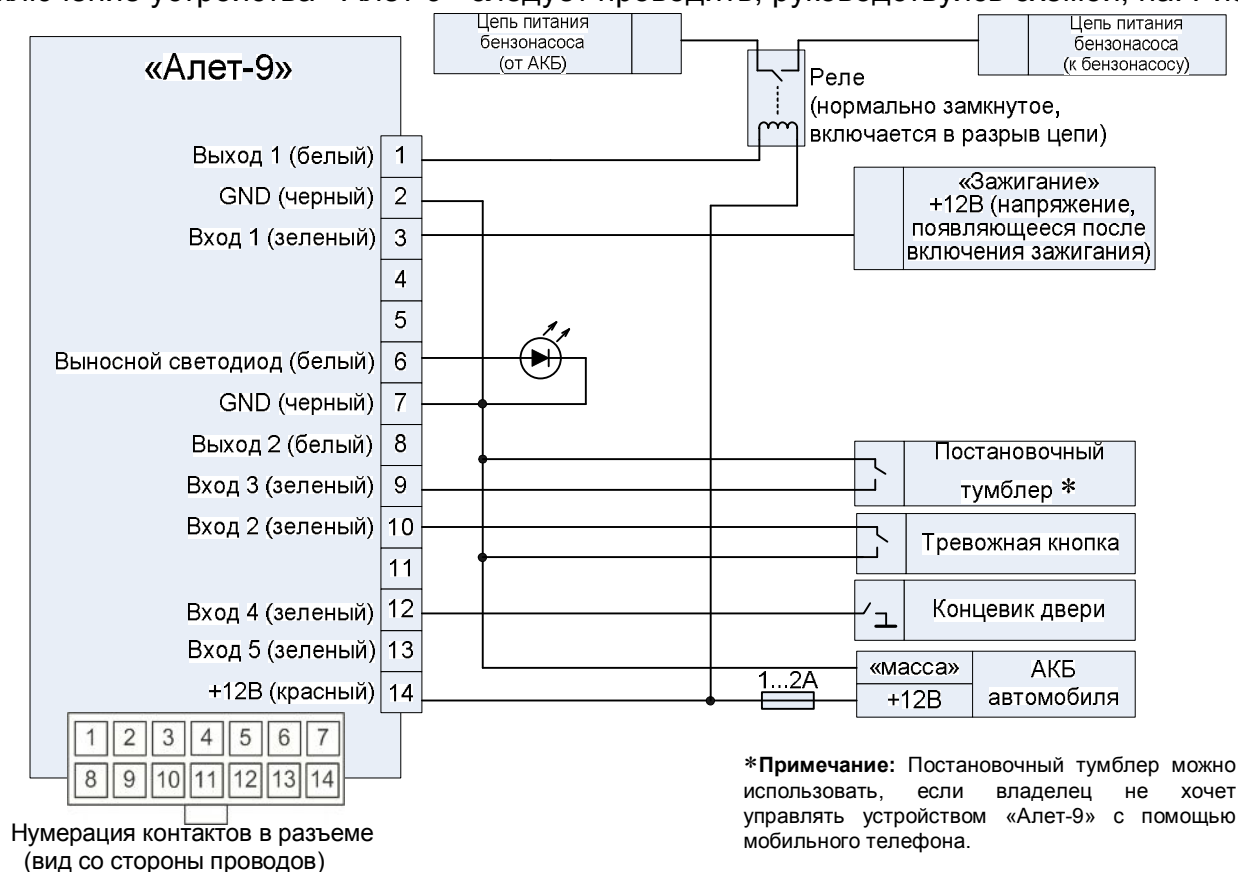 «Алет-9»
Цепь питания
бензонасоса
(от АКБ)
Цепь питания
бензонасоса
(к бензонасосу)
Реле
(нормально замкнутое,
включается в разрыв цепи)
Выход 1 (белый) 1
GND (черный) 2
Вход 1 (зеленый) 3
4
5
Выносной светодиод (белый) 6
GND (черный) 7
Выход 2 (белый) 8
Вход 3 (зеленый) 9
Вход 2 (зеленый) 10
11
Вход 4 (зеленый) 12
Вход 5 (зеленый) 13
+12В (красный) 14
«Зажигание»
+12В (напряжение,
появляющееся после
включения зажигания)
Постановочный
тумблер *
Тревожная кнопка
Концевик двери
«масса»
+12В
АКБ
автомобиля
1...2А
1 2 3 4 5 6 7
8 9 10 11 12 13 14
Нумерация контактов в разъеме
(вид со стороны проводов)
*Примечание: Постановочный тумблер можно
использовать, если владелец не хочет
управлять устройством «Алет-9» с помощью
мобильного телефона.